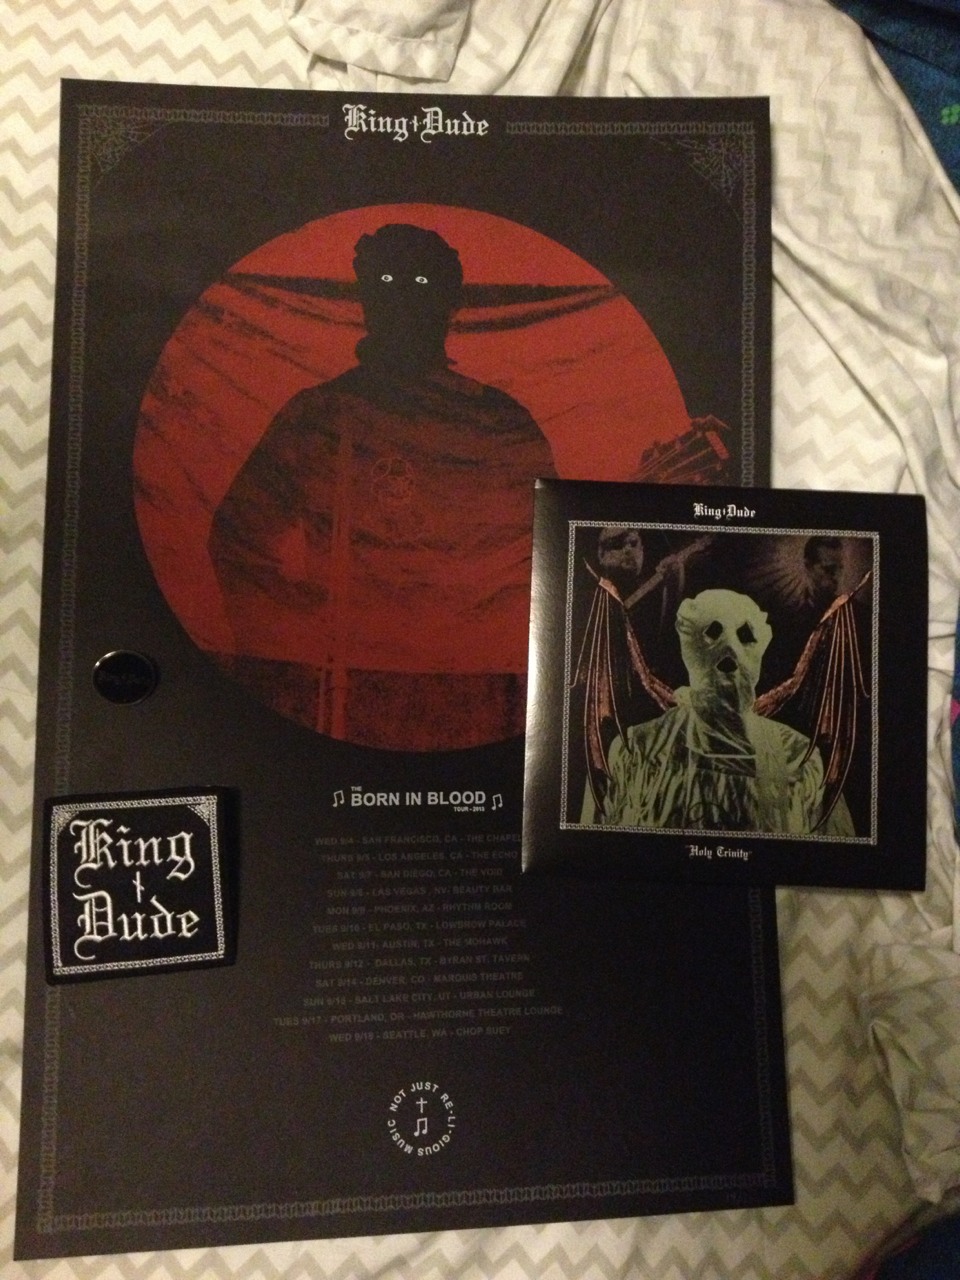 King†Dude
THE
BORN IN BLOOD
TOUR • 2013
WED 9/4 - SAN FRANCISCO, CA - THE CHAPEL
THURS 9/5 - LOS ANGELES, CA - THE ECHO
SAT 9/7 - SAN DIEGO, CA - THE VOID
SUN 9/8 - LAS VEGAS, NV- BEAUTY BAR
MON 9/9 - PHOENIX, AZ - RHYTHM ROOM
TUES 9/10 - EL PASO, TX - LOWBROW PALACE
WED 9/11- AUSTIN, TX - THE MOHAWK
THURS 9/12 - DALLAS, TX - BYRAN ST. TAVERN
SAT 9/14 - DENVER, CO - MARQUIS THEATRE
SUN 9/15 - SALT LAKE CITY, UT - URBAN LOUNGE
TUES 9/17 - PORTLAND, OR - HAWTHORNE THEATRE LOUNGE
WED 9/18 - SEATTLE, WA - CHOP SUEY
NOT JUST RE-LI-GIOUS MUSIC
King†Dude
"Holy Trinity"
King
†
Dude